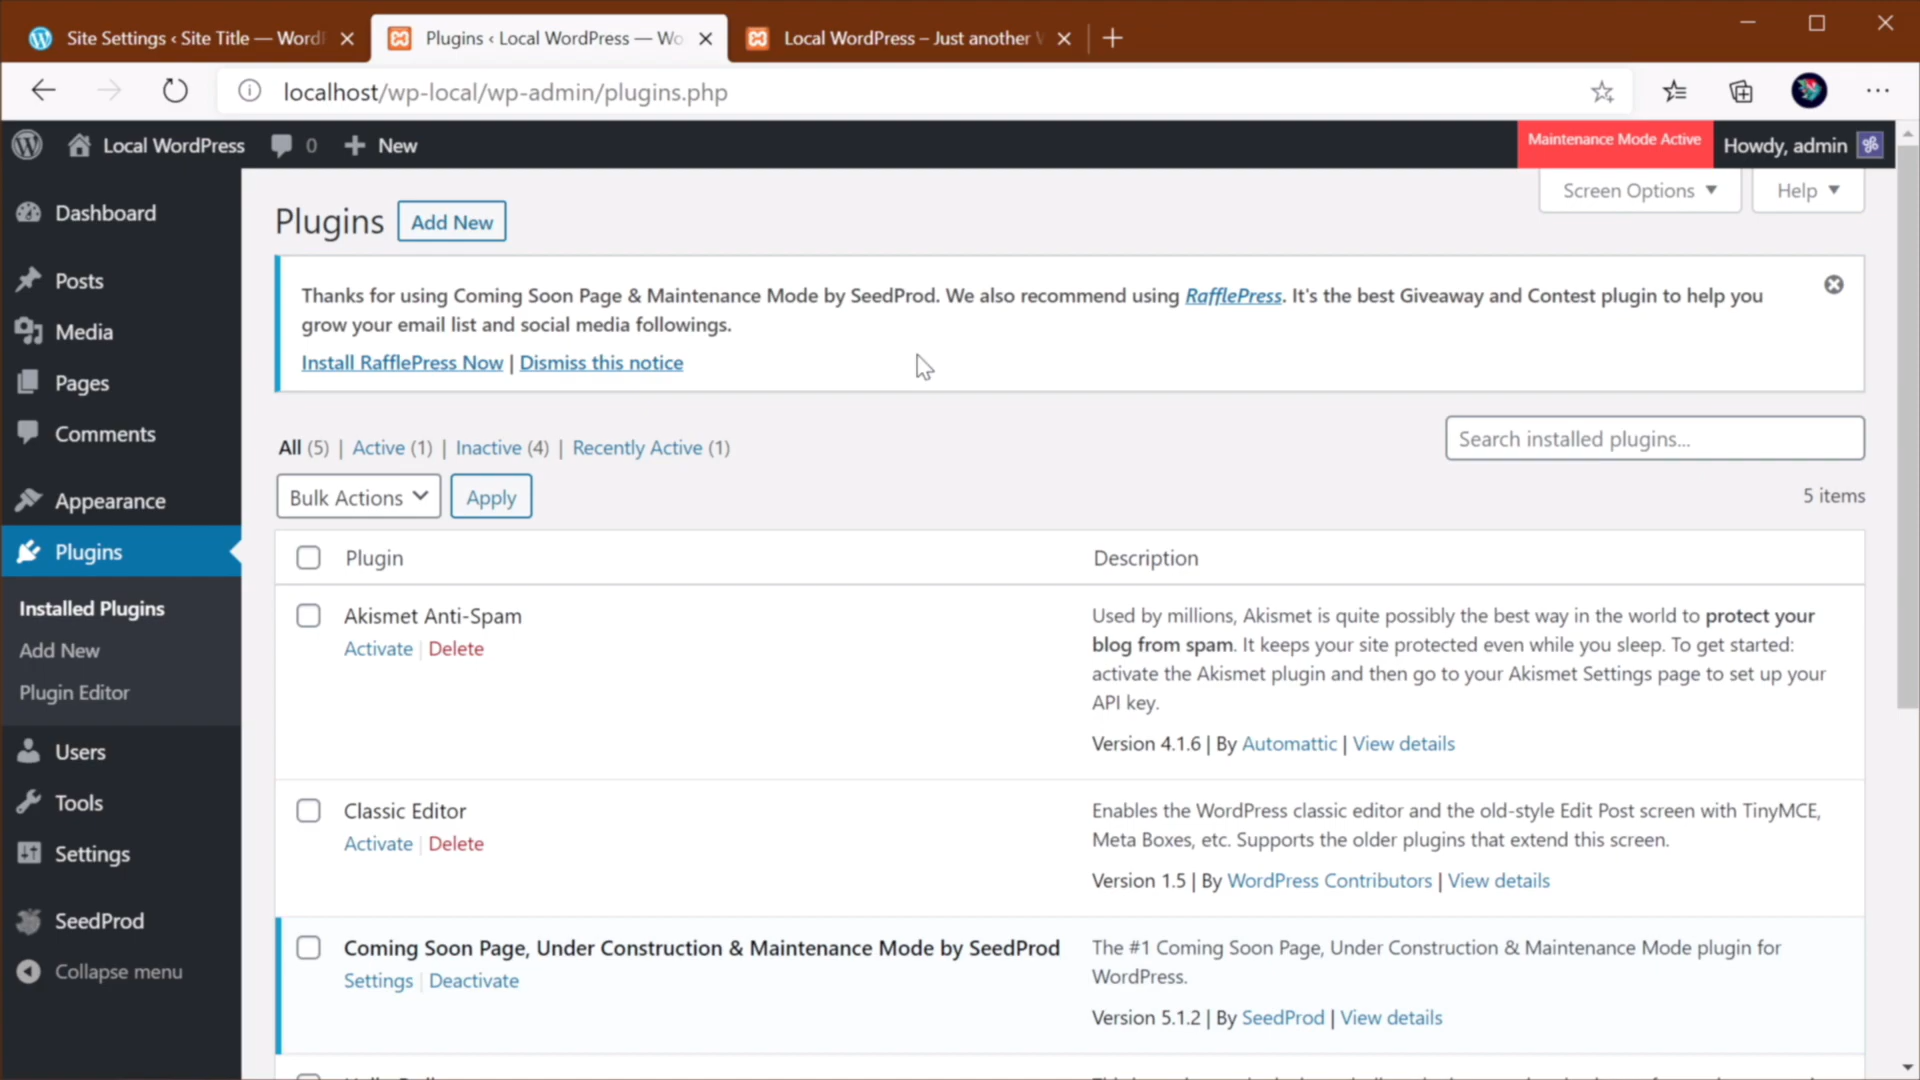 Site Settings ‹ Site Title — Word
Plugins ‹ Local WordPress — Wo
Local WordPress – Just another
localhost/wp-local/wp-admin/plugins.php
Local WordPress
0
New
Maintenance Mode Active
Howdy, admin
Screen Options
Help
Dashboard
Posts
Media
Pages
Comments
Appearance
Plugins
Installed Plugins
Add New
Plugin Editor
Users
Tools
Settings
SeedProd
Collapse menu
Plugins
Add New
Thanks for using Coming Soon Page & Maintenance Mode by SeedProd. We also recommend using RafflePress. It's the best Giveaway and Contest plugin to help you
grow your email list and social media followings.
Install RafflePress Now | Dismiss this notice
All (5) | Active (1) | Inactive (4) | Recently Active (1)
Search installed plugins...
Bulk Actions
Apply
5 items
Plugin
Description
Akismet Anti-Spam
Activate | Delete
Used by millions, Akismet is quite possibly the best way in the world to protect your
blog from spam. It keeps your site protected even while you sleep. To get started:
activate the Akismet plugin and then go to your Akismet Settings page to set up your
API key.
Version 4.1.6 | By Automattic | View details
Classic Editor
Activate | Delete
Enables the WordPress classic editor and the old-style Edit Post screen with TinyMCE,
Meta Boxes, etc. Supports the older plugins that extend this screen.
Version 1.5 | By WordPress Contributors | View details
Coming Soon Page, Under Construction & Maintenance Mode by SeedProd
Settings | Deactivate
The #1 Coming Soon Page, Under Construction & Maintenance Mode plugin for
WordPress.
Version 5.1.2 | By SeedProd | View details